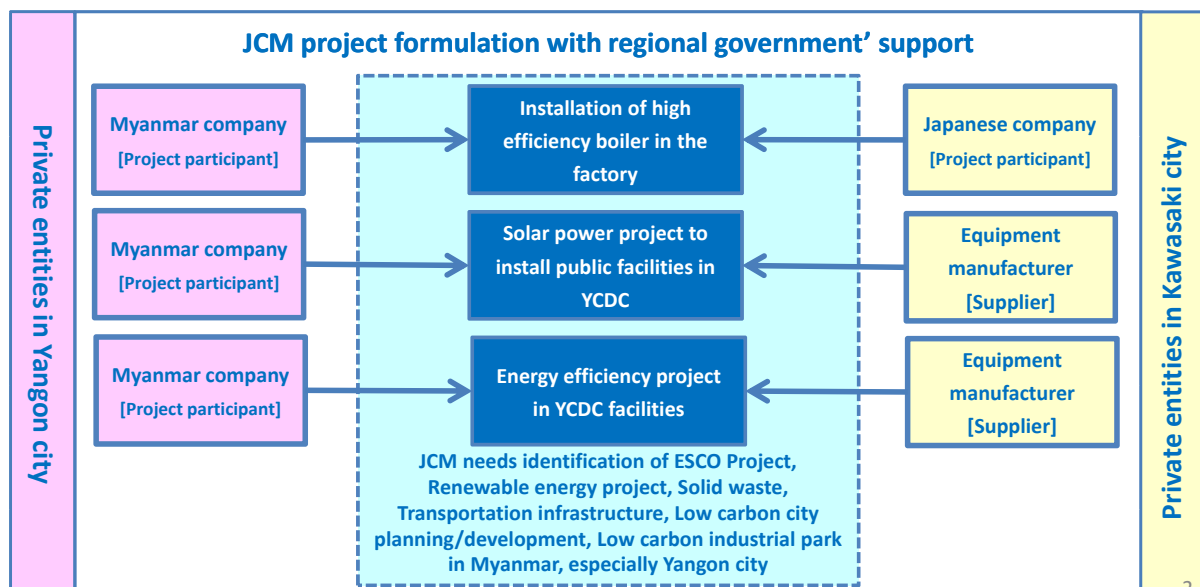 JCM project formulation with regional government' support
Private entities in Yangon city
Myanmar company
[Project participant]
Installation of high
efficiency boiler in the
factory
Japanese company
[Project participant]
Myanmar company
[Project participant]
Solar power project to
install public facilities in
YCDC
Equipment
manufacturer
[Supplier]
Myanmar company
[Project participant]
Energy efficiency project
in YCDC facilities
Equipment
manufacturer
[Supplier]
JCM needs identification of ESCO Project,
Renewable energy project, Solid waste,
Transportation infrastructure, Low carbon city
planning/development, Low carbon industrial park
in Myanmar, especially Yangon city
Private entities in Kawasaki city